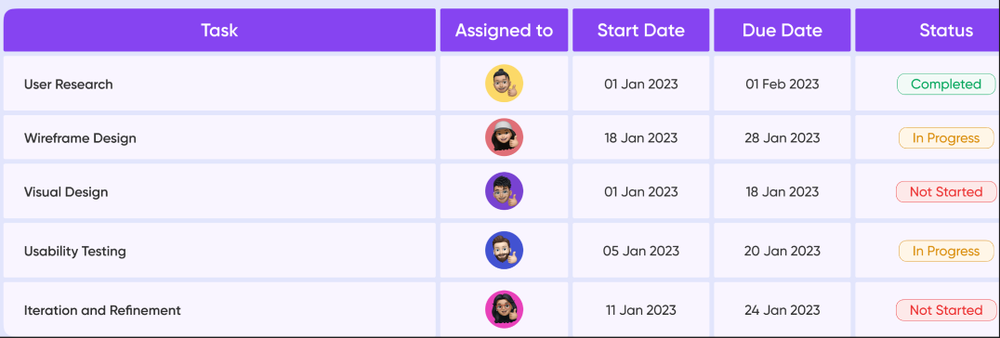 Task Assigned to Start Date Due Date Status
User Research 01 Jan 2023 01 Feb 2023 Completed
Wireframe Design 18 Jan 2023 28 Jan 2023 In Progress
Visual Design 01 Jan 2023 18 Jan 2023 Not Started
Usability Testing 05 Jan 2023 20 Jan 2023 In Progress
Iteration and Refinement 11 Jan 2023 24 Jan 2023 Not Started